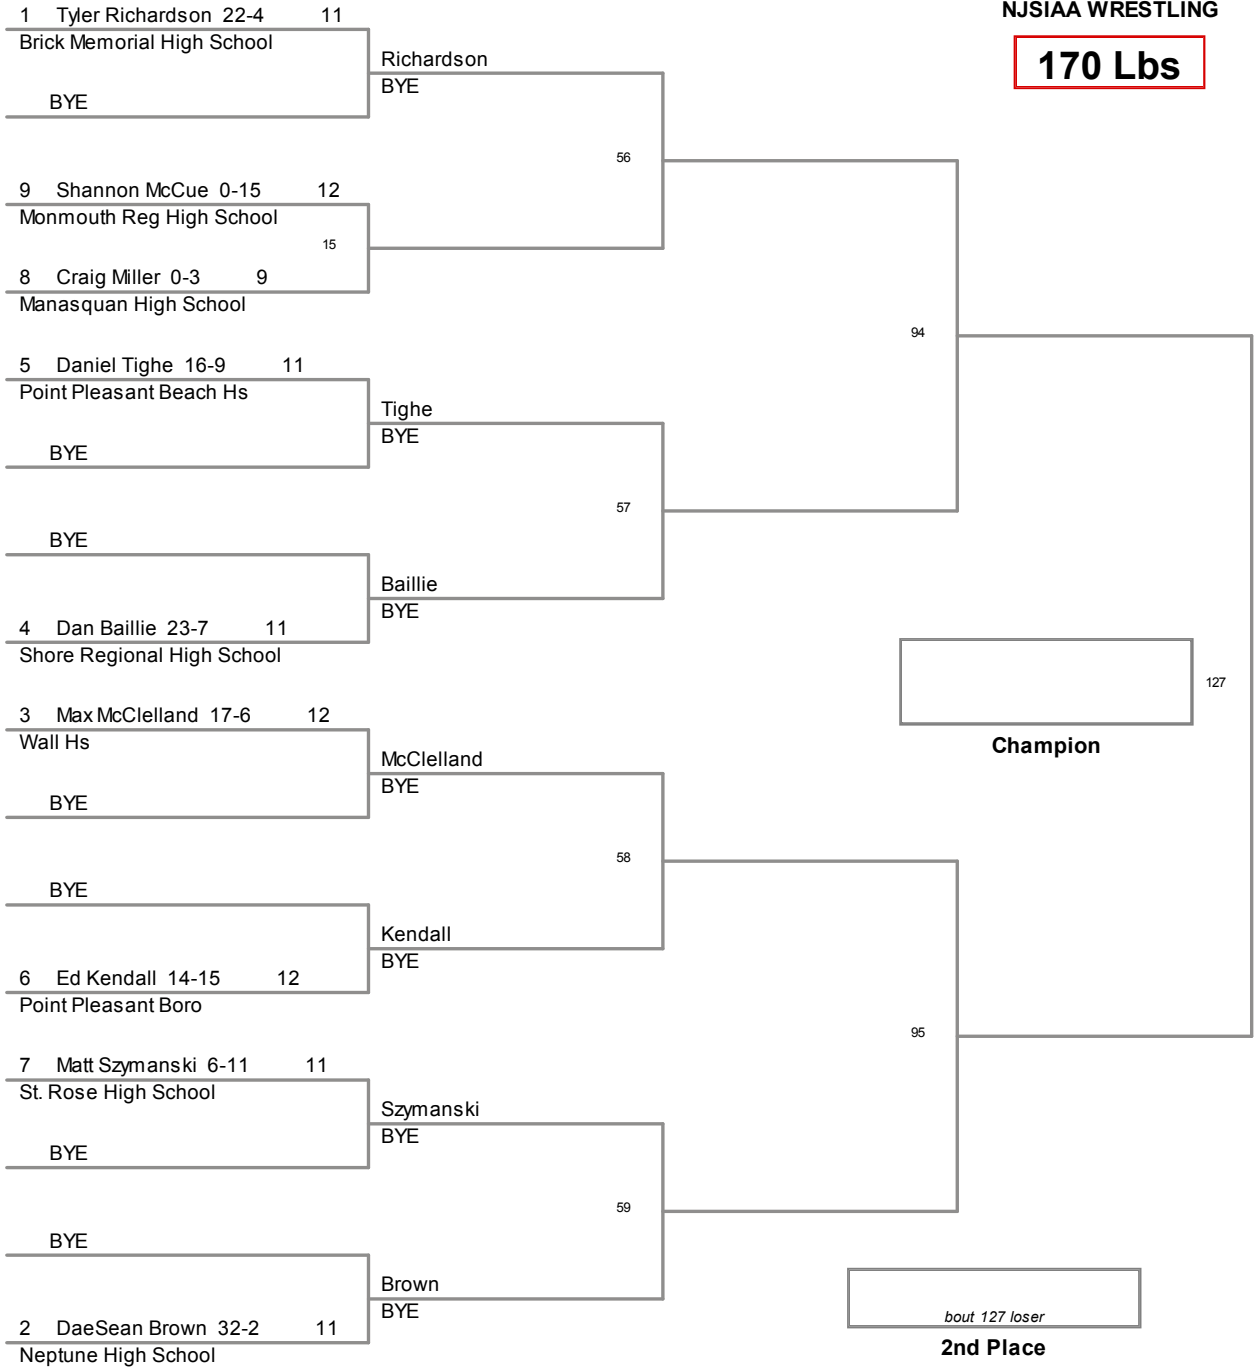 NJSIAA WRESTLING
170 Lbs
1 Tyler Richardson 22-4 11
Brick Memorial High School
BYE
Richardson
BYE
56
9 Shannon McCue 0-15 12
Monmouth Reg High School
15
8 Craig Miller 0-3 9
Manasquan High School
94
5 Daniel Tighe 16-9 11
Point Pleasant Beach Hs
BYE
Tighe
BYE
57
BYE
4 Dan Baillie 23-7 11
Shore Regional High School
Baillie
BYE
127
Champion
3 Max McClelland 17-6 12
Wall Hs
BYE
McClelland
BYE
58
BYE
6 Ed Kendall 14-15 12
Point Pleasant Boro
Kendall
BYE
95
7 Matt Szymanski 6-11 11
St. Rose High School
BYE
Szymanski
BYE
59
BYE
2 DaeSean Brown 32-2 11
Neptune High School
Brown
BYE
bout 127 loser
2nd Place